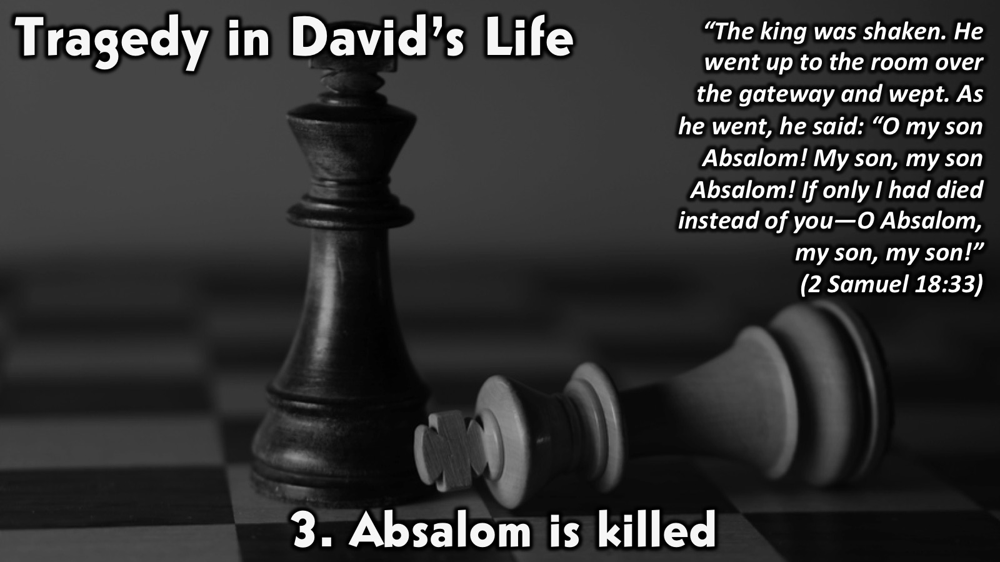 Tragedy in David’s Life
“The king was shaken. He
went up to the room over
the gateway and wept. As
he went, he said: “O my son
Absalom! My son, my son
Absalom! If only I had died
instead of you—O Absalom,
my son, my son!”
(2 Samuel 18:33)
3. Absalom is killed